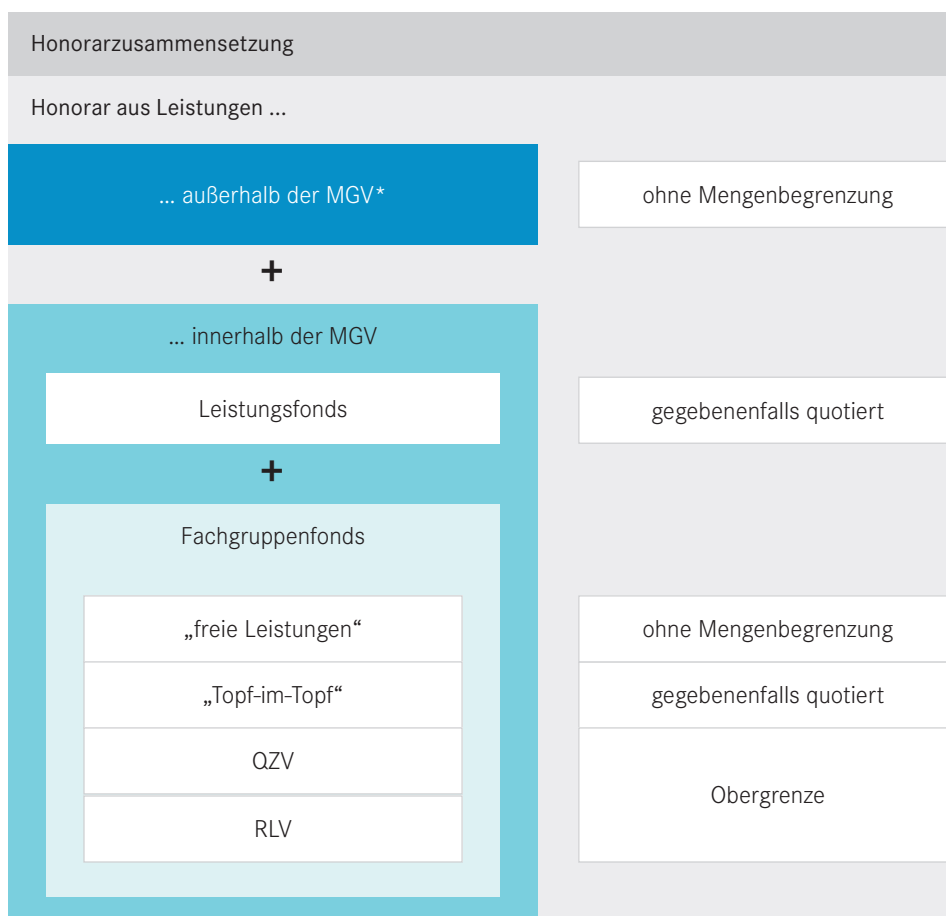 Honorarzusammensetzung
Honorar aus Leistungen ...
... außerhalb der MGV*
ohne Mengenbegrenzung
+
... innerhalb der MGV
Leistungsfonds
gegebenenfalls quotiert
+
Fachgruppenfonds
„freie Leistungen“
ohne Mengenbegrenzung
„Topf-im-Topf“
gegebenenfalls quotiert
QZV
Obergrenze
RLV